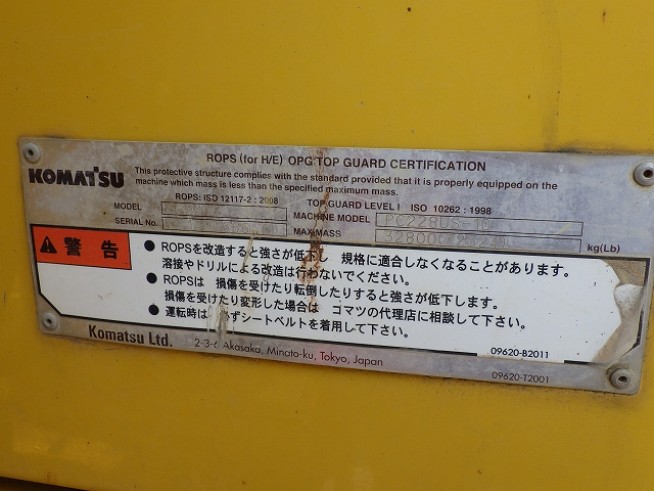 ROPS (for H/E) OPG TOP GUARD CERTIFICATION
KOMATSU
This protective structure complies with the standard provided that it is properly equipped on the
machine which mass is less than the specified maximum mass.
ROPS: ISO 12117-2 : 2008 TOP GUARD LEVEL I ISO 10262 : 1998
MODEL MACHINE MODEL PC228US
SERIAL No. MAX MASS kg(Lb)
警告
● ROPSを改造すると強さが低下し 規格に適合しなくなることがあります。
溶接やドリルによる改造は行わないでください。
● ROPSは 損傷を受けたり転倒したりすると強さが低下します。
損傷を受けたり変形した場合は コマツの代理店に相談して下さい。
● 運転時は ずシートベルトを着用して下さい。
09620-B2011
Komatsu Ltd. 2-3-6 Akasaka, Minato-ku, Tokyo, Japan
09620-T2001